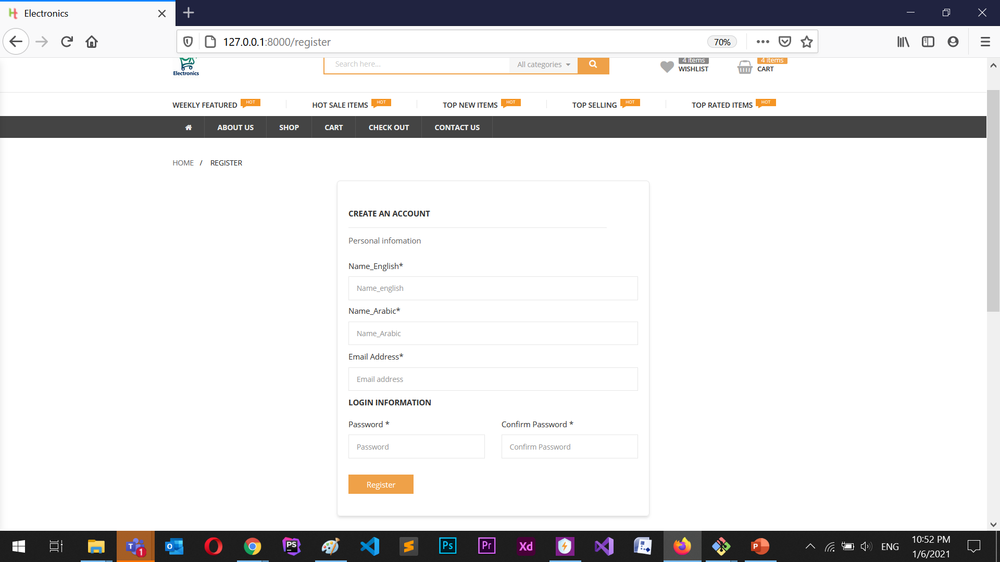 Electronics
127.0.0.1:8000/register
70%
Electronics
Search here...
All categories
4 items
WISHLIST
4 items
CART
WEEKLY FEATURED HOT
HOT SALE ITEMS HOT
TOP NEW ITEMS HOT
TOP SELLING HOT
TOP RATED ITEMS HOT
ABOUT US
SHOP
CART
CHECK OUT
CONTACT US
HOME / REGISTER
CREATE AN ACCOUNT
Personal infomation
Name_English*
Name_english
Name_Arabic*
Name_Arabic
Email Address*
Email address
LOGIN INFORMATION
Password * Confirm Password *
Password Confirm Password
Register
T 1
PS
Ps
Pr
Xd
P
ENG
10:52 PM
1/6/2021